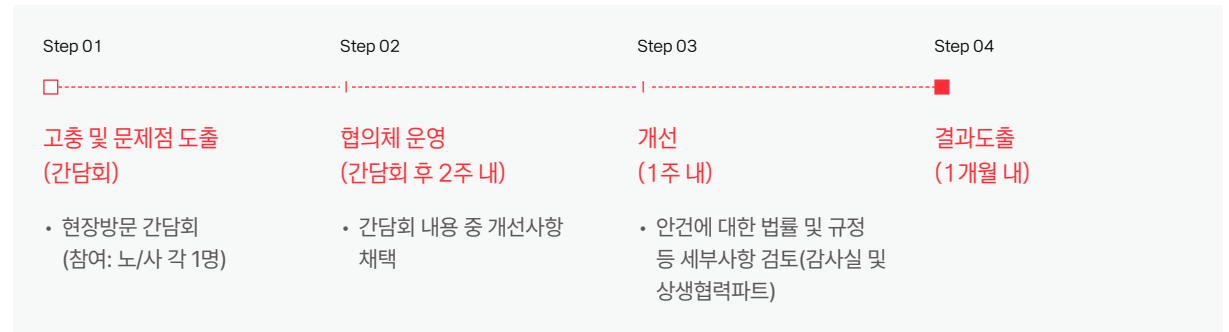 Step 01
고충 및 문제점 도출
(간담회)
• 현장방문 간담회
(참여: 노/사 각 1명)
Step 02
협의체 운영
(간담회 후 2주 내)
• 간담회 내용 중 개선사항
채택
Step 03
개선
(1주 내)
• 안건에 대한 법률 및 규정
등 세부사항 검토(감사실 및
상생협력파트)
Step 04
결과도출
(1개월 내)